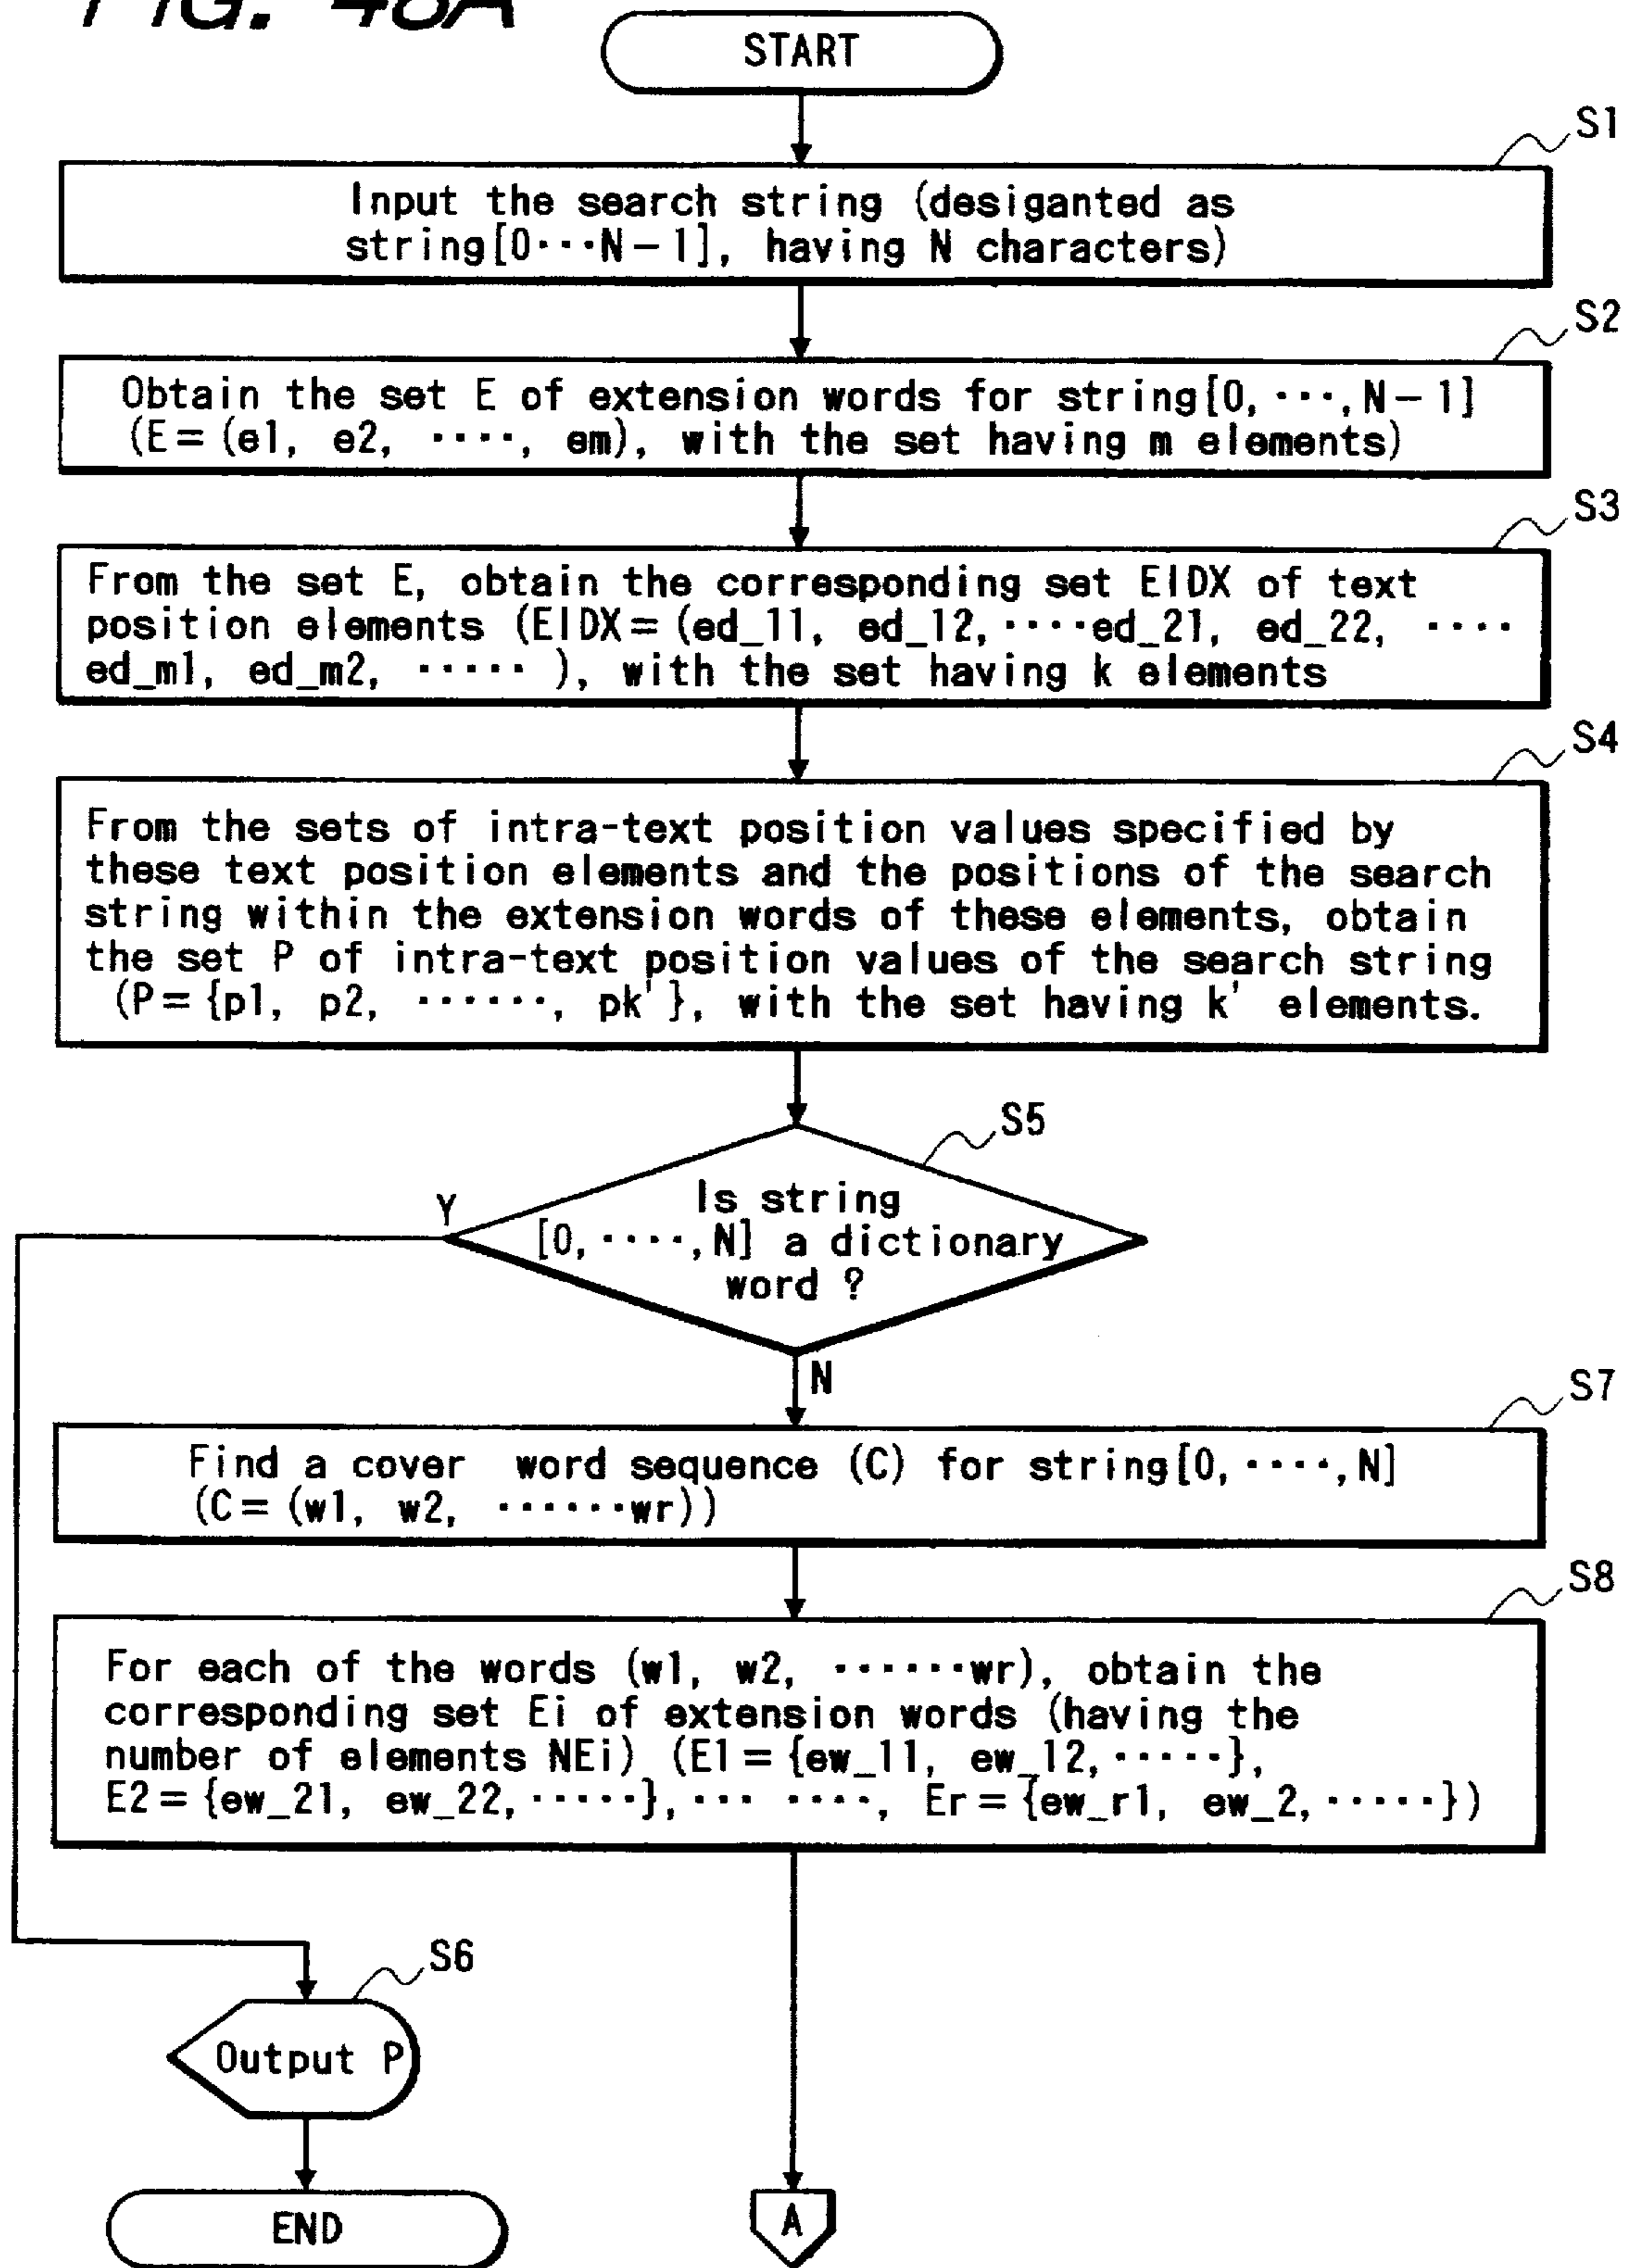 FIG. 48A
START
S1
Input the search string (desiganted as
string[0···N-1], having N characters)
S2
Obtain the set E of extension words for string[0, ···, N-1]
(E=(e1, e2, ····, em), with the set having m elements)
S3
From the set E, obtain the corresponding set EIDX of text
position elements (EIDX=(ed_11, ed_12, ····ed_21, ed_22, ····
ed_m1, ed_m2, ····· ), with the set having k elements
S4
From the sets of intra-text position values specified by
these text position elements and the positions of the search
string within the extension words of these elements, obtain
the set P of intra-text position values of the search string
(P={p1, p2, ······, pk'}, with the set having k' elements.
S5
Y
Is string
[0, ····, N] a dictionary
word ?
N
S7
Find a cover word sequence (C) for string[0, ····, N]
(C=(w1, w2, ······wr))
S8
For each of the words (w1, w2, ······wr), obtain the
corresponding set Ei of extension words (having the
number of elements NEi) (E1={ew_11, ew_12, ·····},
E2={ew_21, ew_22, ·····}, ··· ····, Er={ew_r1, ew_2, ·····})
S6
Output P
END
A